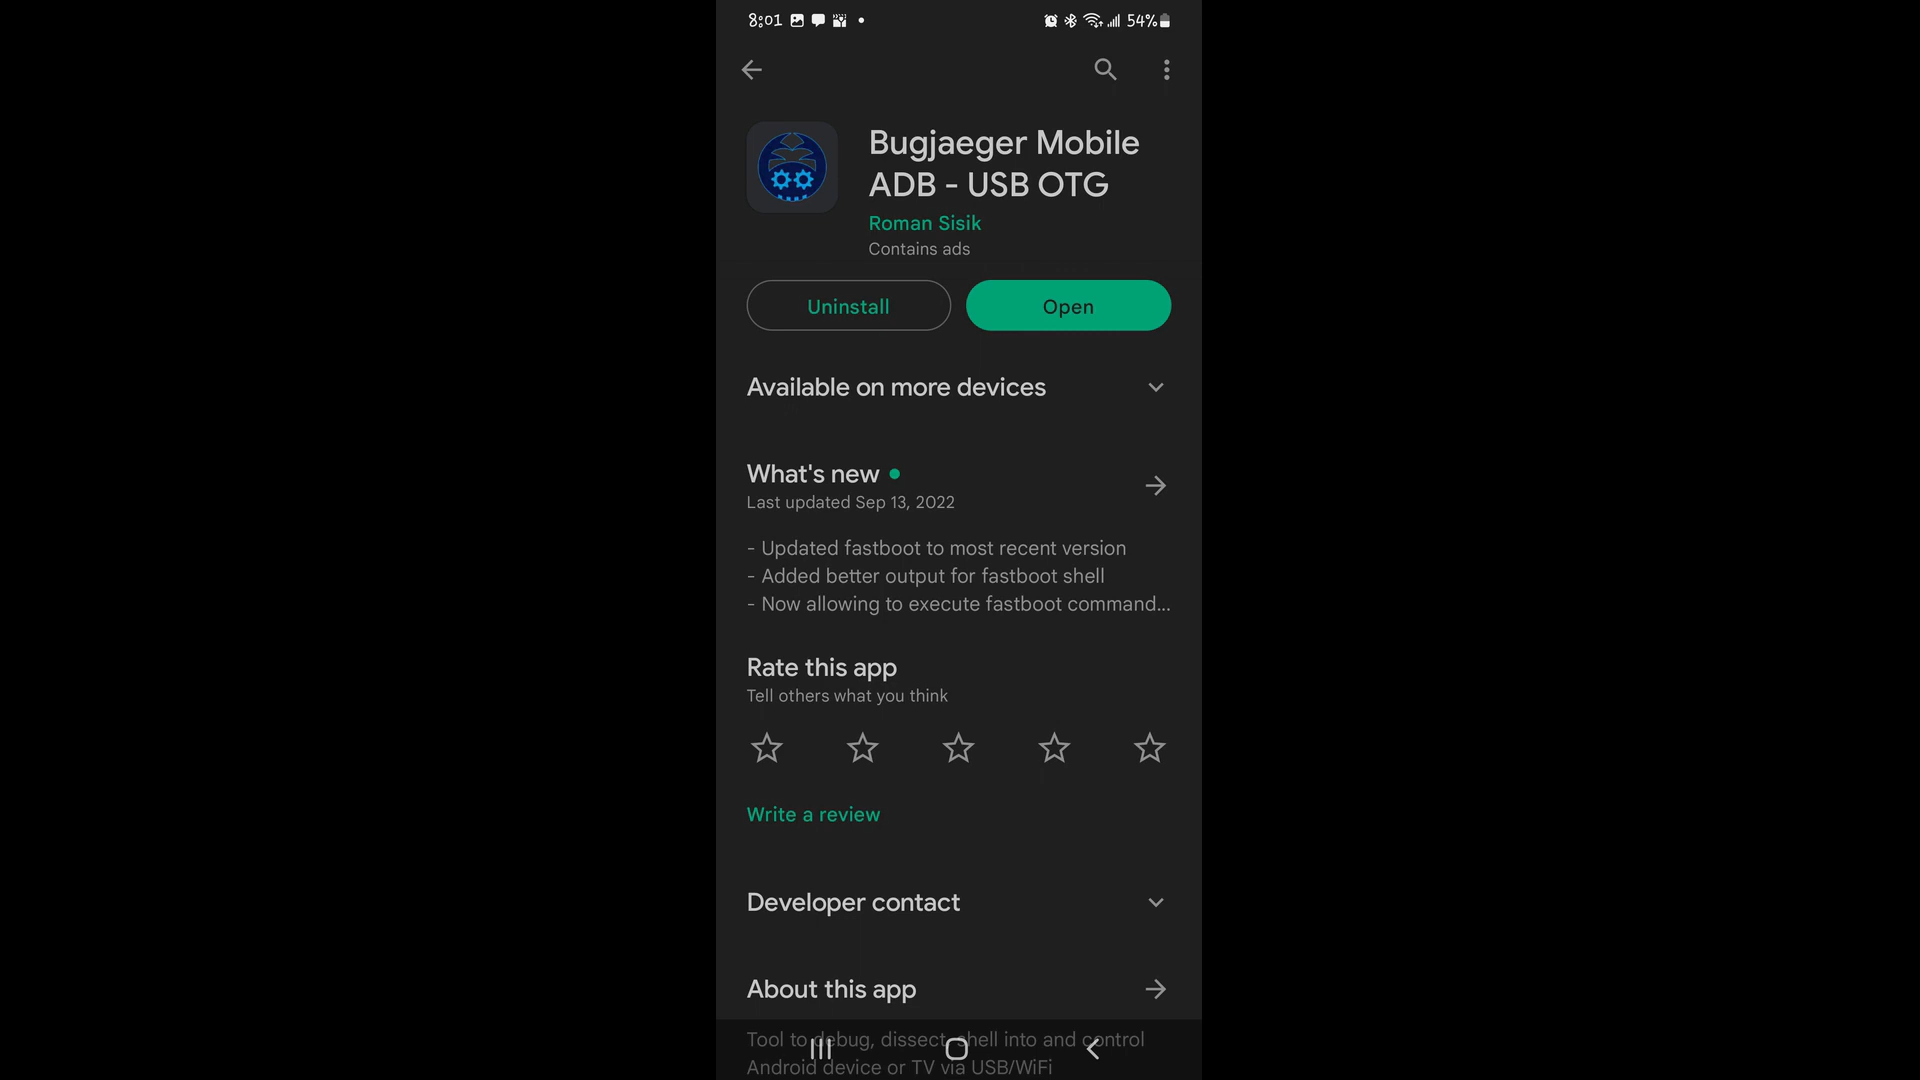 8:01 54%
Bugjaeger Mobile
ADB - USB OTG
Roman Sisik
Contains ads
Uninstall Open
Available on more devices
What's new
Last updated Sep 13, 2022
- Updated fastboot to most recent version
- Added better output for fastboot shell
- Now allowing to execute fastboot command...
Rate this app
Tell others what you think
Write a review
Developer contact
About this app
Tool to debug, dissect, shell into and control
Android device or TV via USB/WiFi